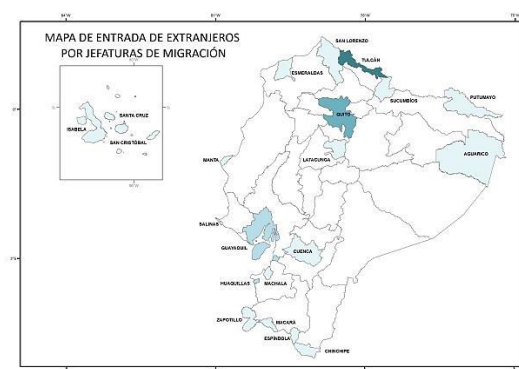 MAPA DE ENTRADA DE EXTRANJEROS
POR JEFATURAS DE MIGRACIÓN
SAN LORENZO
TULCÁN
ESMERALDAS
SUCUMBÍOS
PUTUMAYO
QUITO
SANTA CRUZ
ISABELA
SAN CRISTÓBAL
LATACUNGA
AGUARICO
MANTA
SALINAS
GUAYAQUIL
CUENCA
HUAQUILLAS
MACHALA
ZAPOTILLO
MACARÁ
ESPÍNDOLA
CHINCHIPE